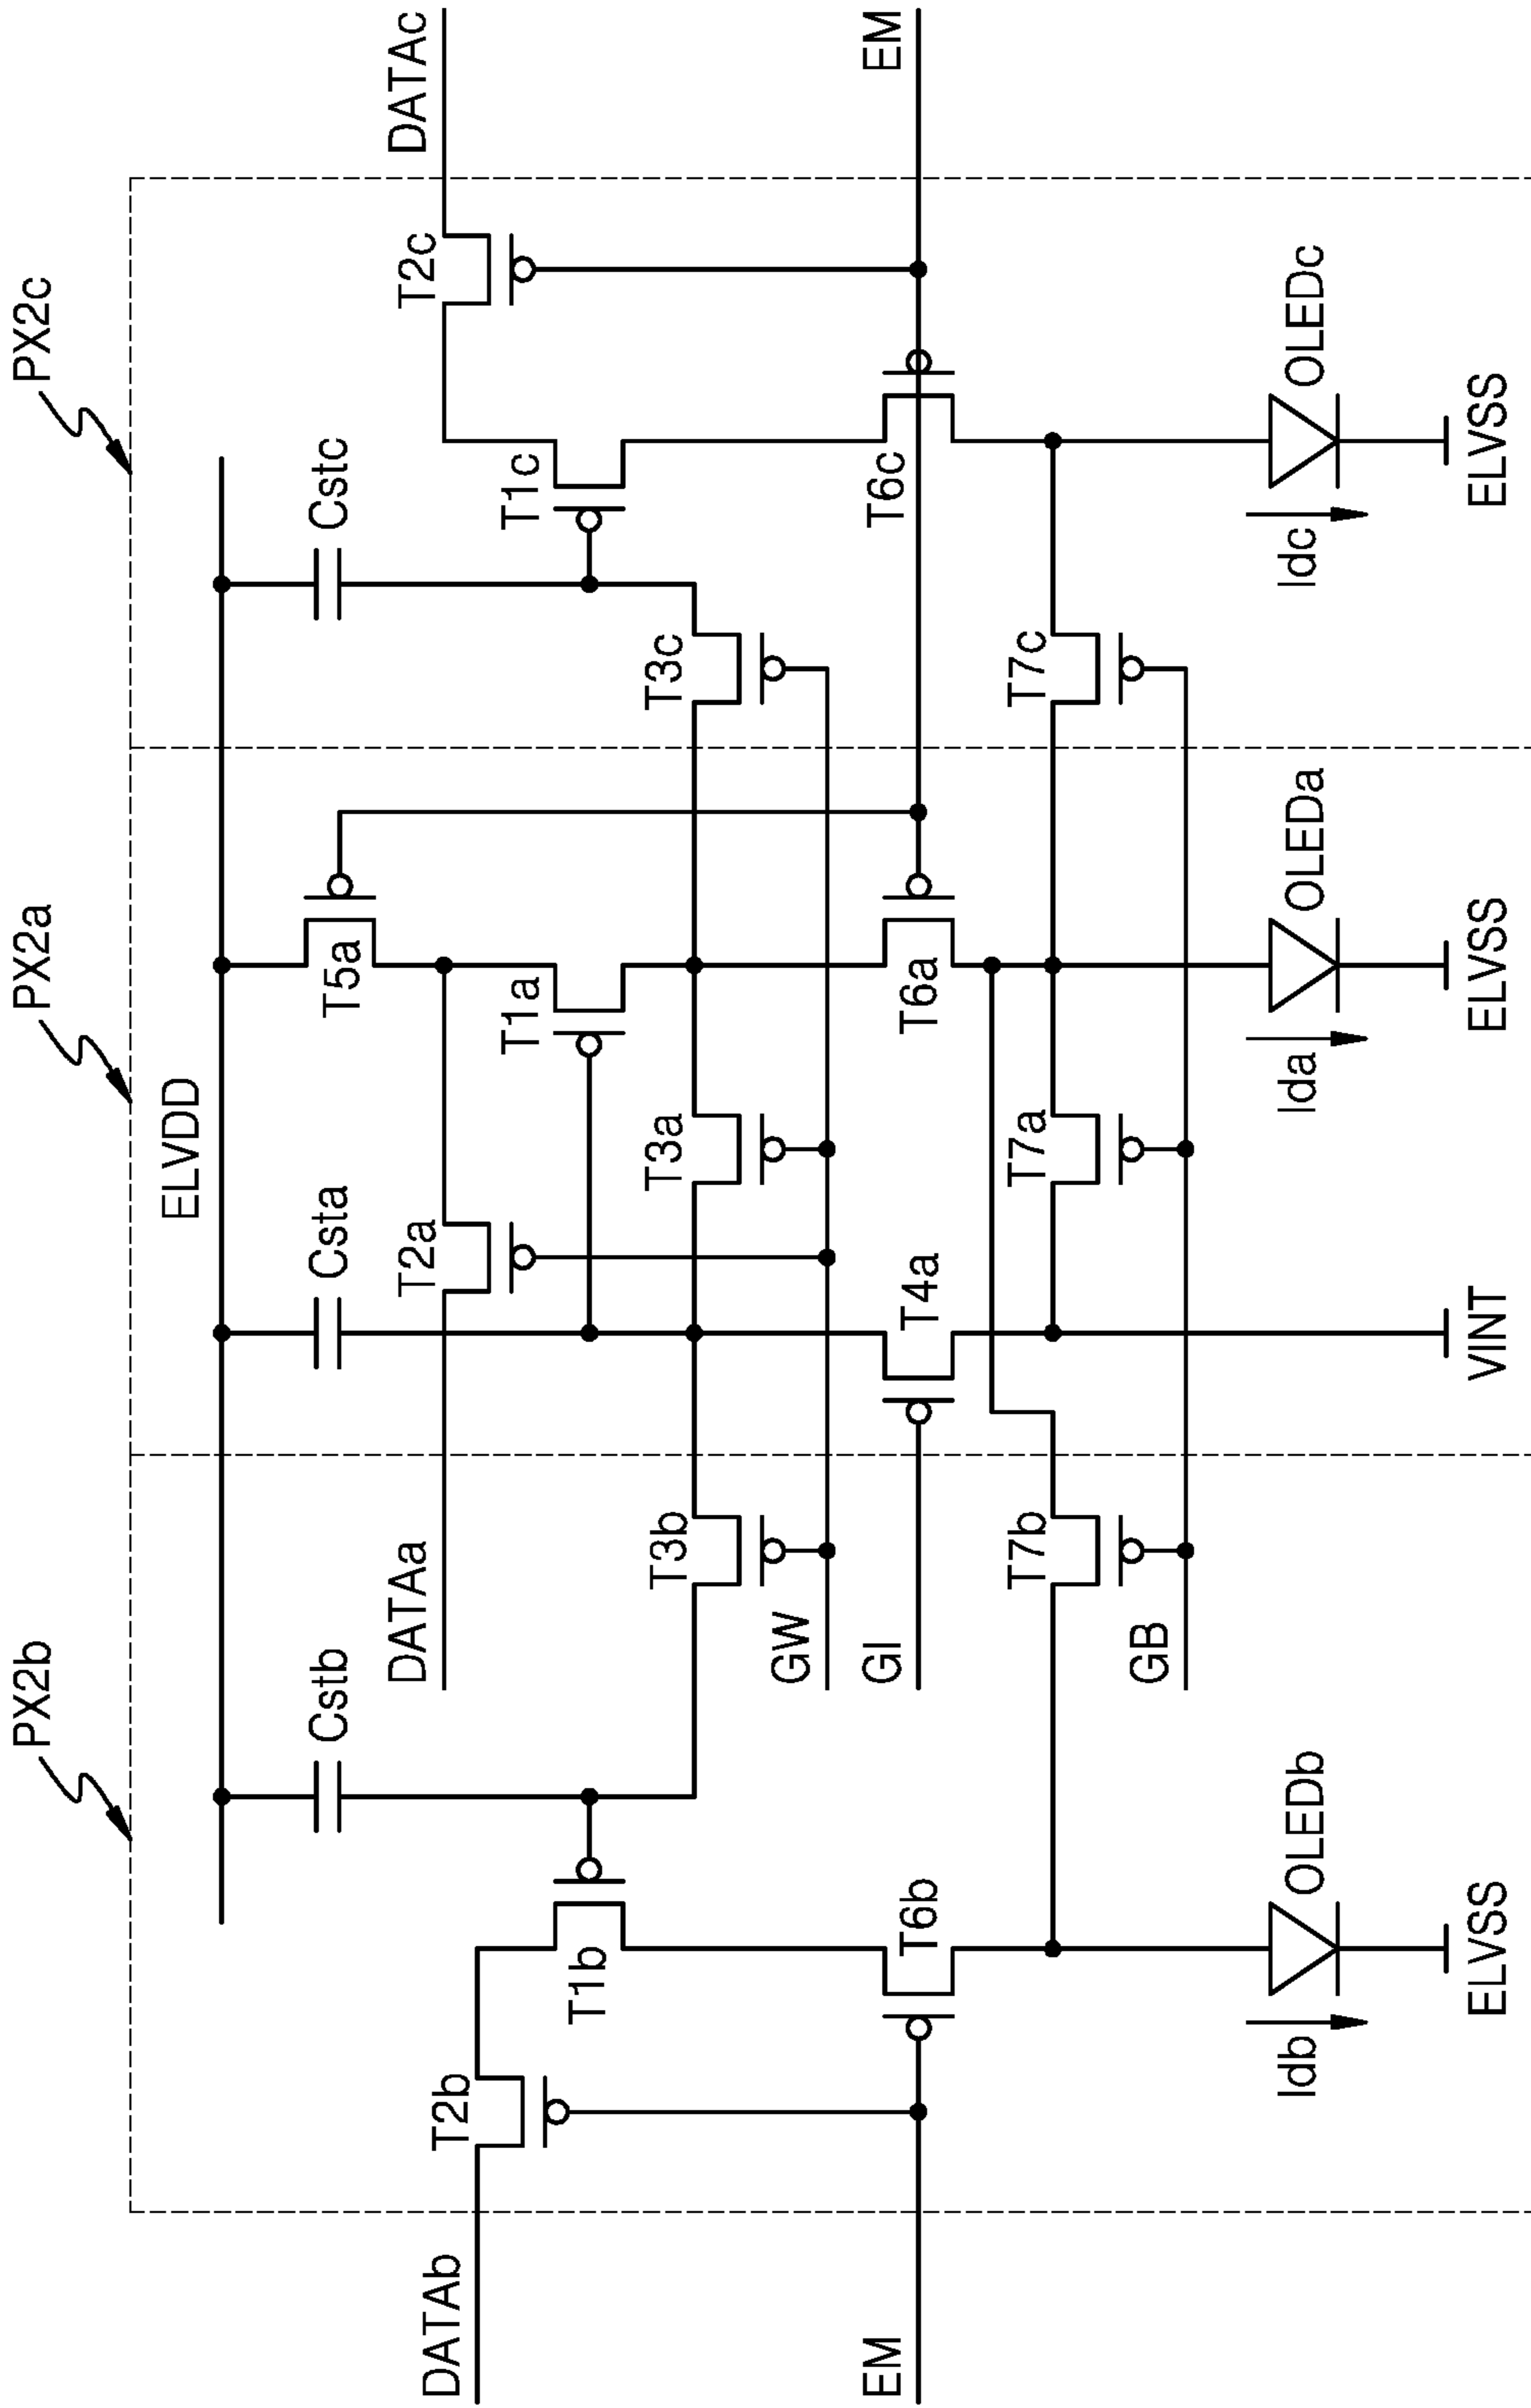 PX2b
PX2a
PX2c
ELVDD
Cstb
Csta
Cstc
T5a
DATAb
DATAa
DATAc
T2b
T2a
T2c
T1b
T1a
T1c
T3b
T3a
T3c
GW
GI
EM
EM
T6b
T4a
T6a
T6c
GB
T7b
T7a
T7c
Idb
OLEDb
Ida
OLEDa
Idc
OLEDc
ELVSS
VINT
ELVSS
ELVSS